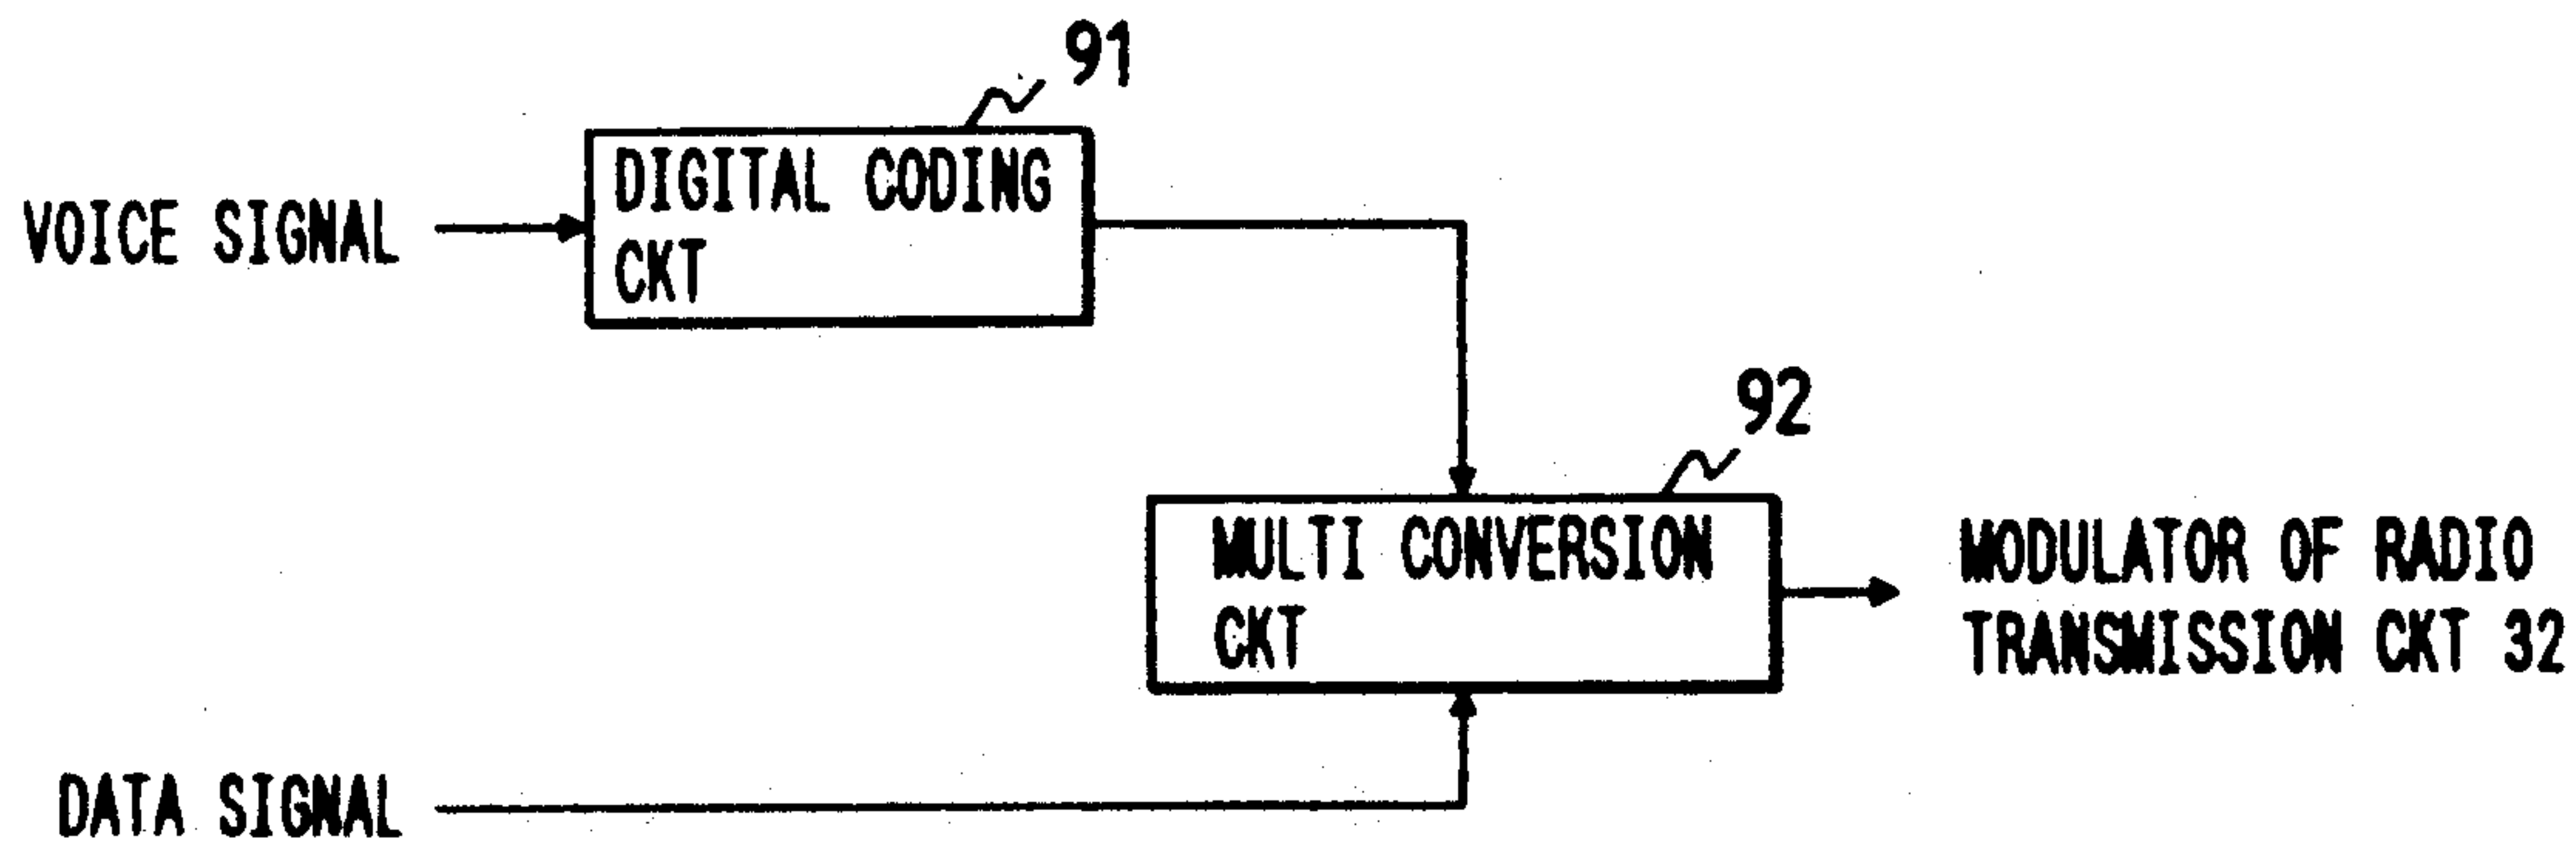 91
DIGITAL CODING
CKT
VOICE SIGNAL
92
MULTI CONVERSION
CKT
MODULATOR OF RADIO
TRANSMISSION CKT 32
DATA SIGNAL